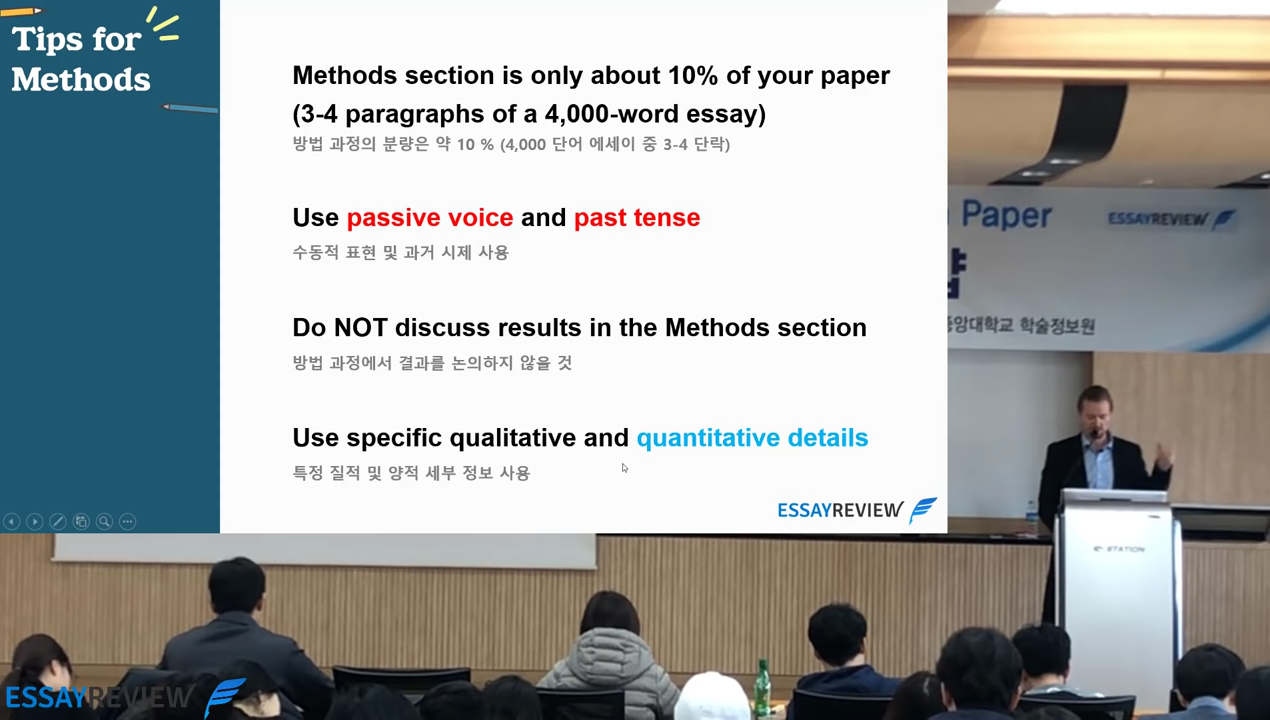 Tips for
Methods
Methods section is only about 10% of your paper
(3-4 paragraphs of a 4,000-word essay)
방법 과정의 분량은 약 10 % (4,000 단어 에세이 중 3-4 단락)
Use passive voice and past tense
수동적 표현 및 과거 시제 사용
Do NOT discuss results in the Methods section
방법 과정에서 결과를 논의하지 않을 것
Use specific qualitative and quantitative details
특정 질적 및 양적 세부 정보 사용
ESSAYREVIEW
Paper
ESSAYREVIEW
중앙대학교 학술정보원
STATION
ESSAYREVIEW